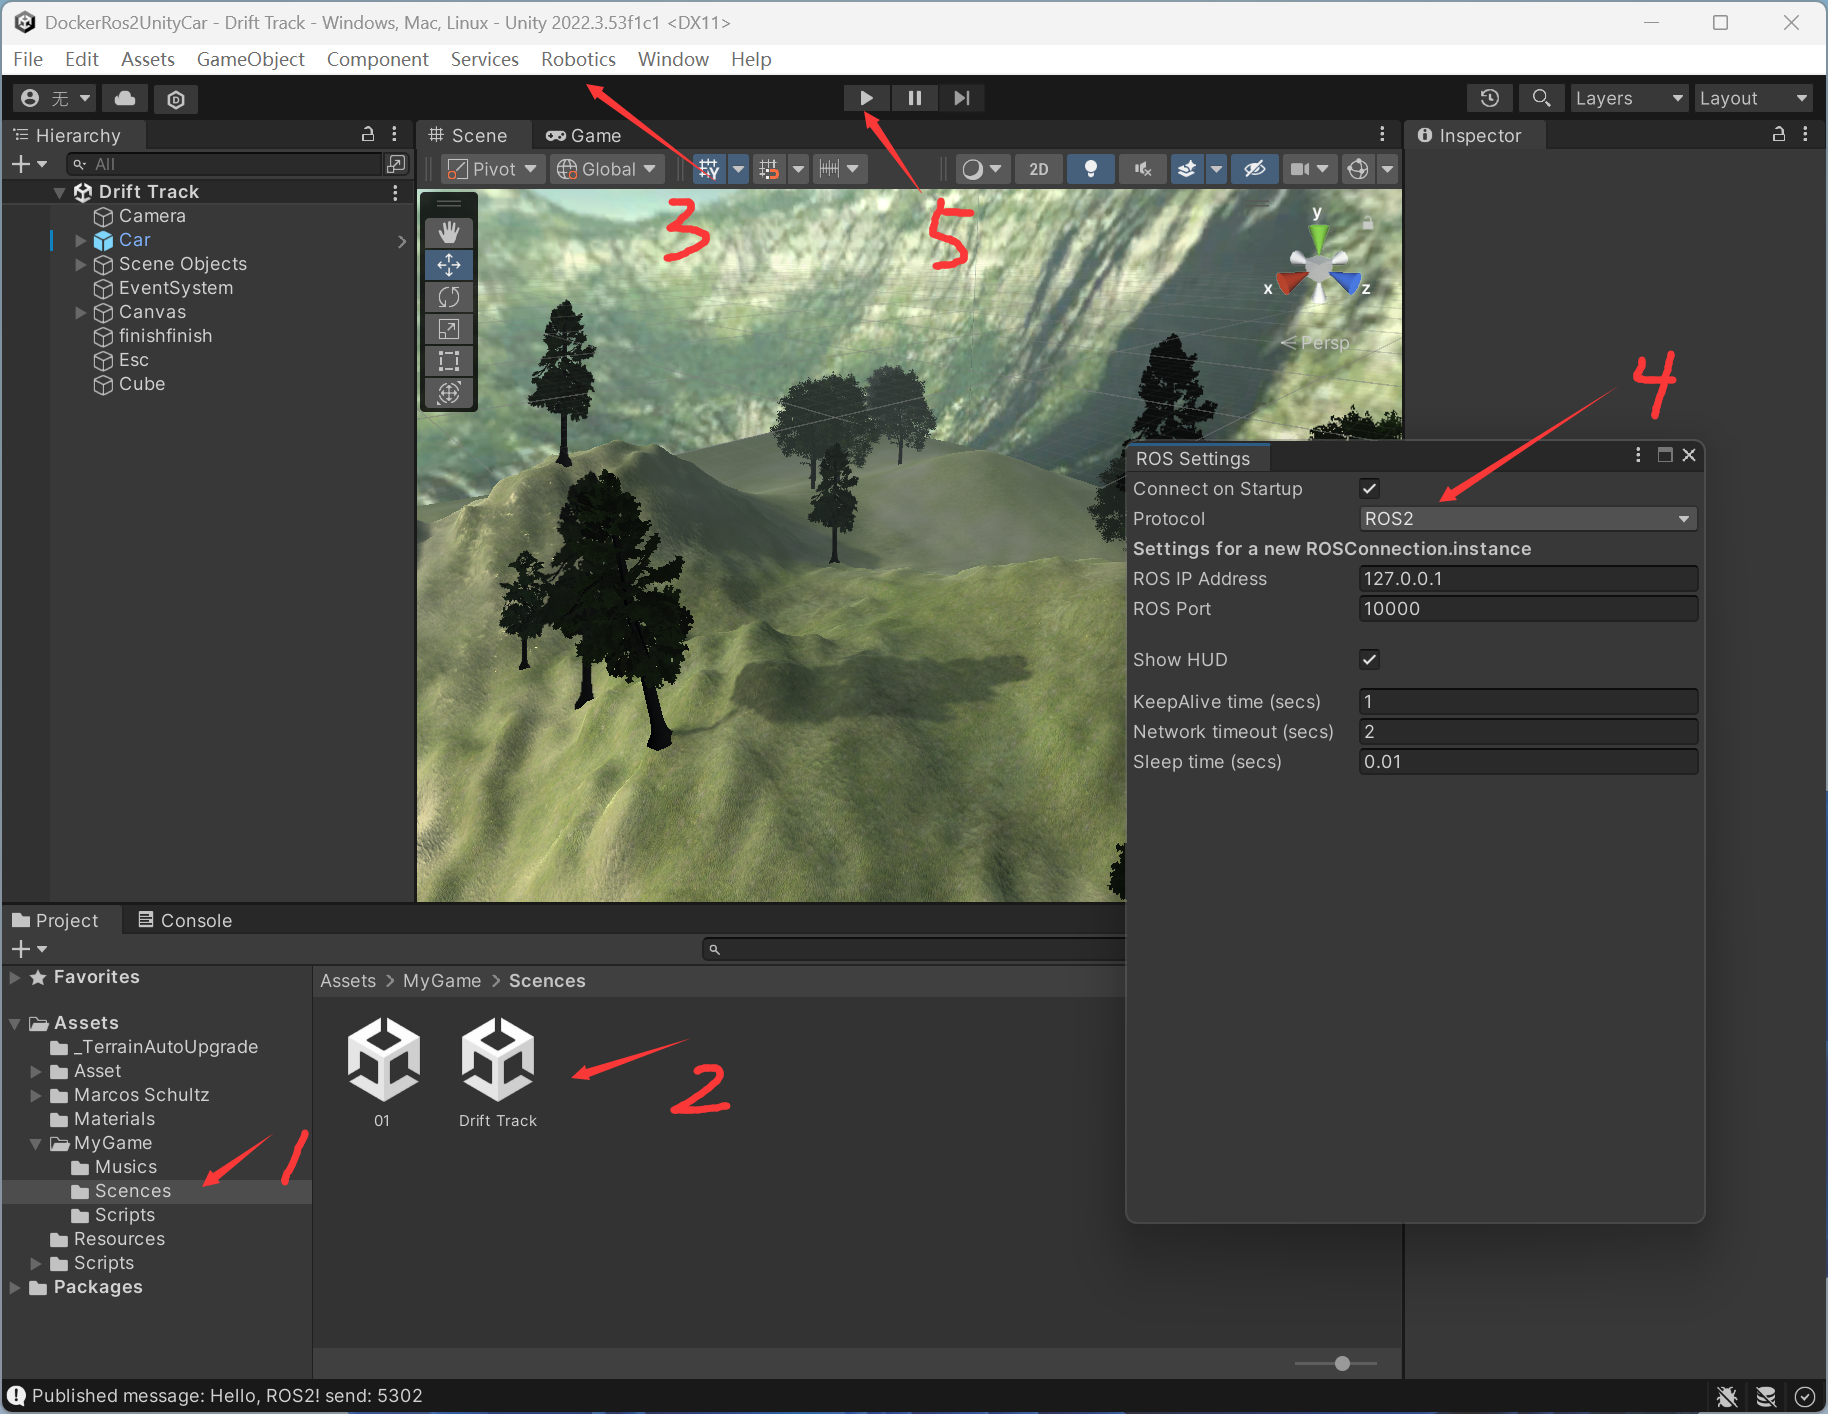 DockerRos2UnityCar - Drift Track - Windows, Mac, Linux - Unity 2022.3.53f1c1 <DX11>
File Edit Assets GameObject Component Services Robotics Window Help
无 Layers Layout
Hierarchy
Scene Game
Inspector
All
Pivot Global 2D
Drift Track
Camera
Car
Scene Objects
EventSystem
Canvas
finishfinish
Esc
Cube
3
5
y
x
z
Persp
4
ROS Settings
Connect on Startup
Protocol ROS2
Settings for a new ROSConnection.instance
ROS IP Address 127.0.0.1
ROS Port 10000
Show HUD
KeepAlive time (secs) 1
Network timeout (secs) 2
Sleep time (secs) 0.01
Project Console
Favorites
Assets
_TerrainAutoUpgrade
Asset
Marcos Schultz
Materials
MyGame
Musics
Scences
Scripts
Resources
Scripts
Packages
1
Assets > MyGame > Scences
01
Drift Track
2
Published message: Hello, ROS2! send: 5302